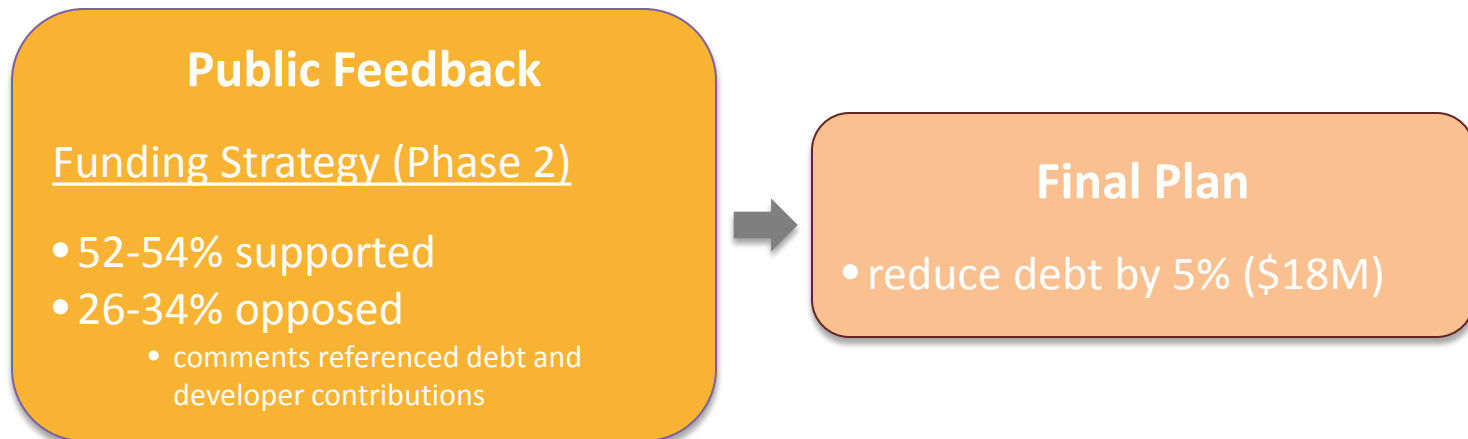 Public Feedback
Funding Strategy (Phase 2)
• 52-54% supported
• 26-34% opposed
• comments referenced debt and
developer contributions
Final Plan
• reduce debt by 5% ($18M)